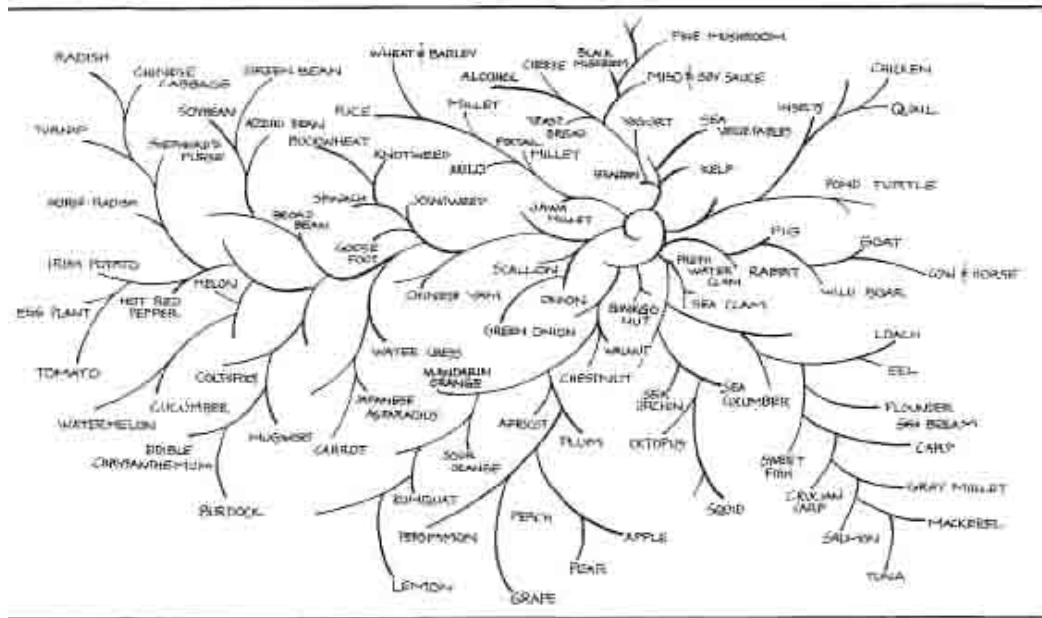 RADISH
CHINESE
CABBAGE
GREEN BEAN
WHEAT & BARLEY
PINE MUSHROOM
BLACK
MUSHROOM
CHEESE
ALCOHOL
MISO & SOY SAUCE
CHICKEN
QUAIL
INSECTS
TURNIP
SOYBEAN
ADZUKI BEAN
SHEPHERD'S
PURSE
RICE
MILLET
YEAST
BREAD
YOGURT
SEA
VEGETABLES
BUCKWHEAT
KNOTWEED
FOXTAIL
MILLET
KELP
HORSE RADISH
SPINACH
JOINTWEED
JAWA
MILLET
POND TURTLE
BROAD
BEAN
GOOSE
FOOT
PIG
GOAT
IRISH POTATO
MELON
SCALLON
FRESH
WATER
CLAM
RABBIT
COW & HORSE
EGG PLANT
HOT RED
PEPPER
CHINESE YAM
ONION
GINKGO
NUT
SEA CLAM
WILD BOAR
GREEN ONION
WATER CRESS
WALNUT
LOACH
TOMATO
COLTSFOOT
MANDARIN
ORANGE
CHESTNUT
EEL
CUCUMBER
JAPANESE
ASPARAGUS
SEA
URCHIN
SEA
CUCUMBER
FLOUNDER
SEA BREAM
WATERMELON
MUGWORT
CARROT
APRICOT
PLUM
OCTOPUS
CARP
EDIBLE
CHRYSANTHEMUM
SOUR
ORANGE
SWEET
FISH
BURDOCK
KUMQUAT
CRUCIAN
CARP
GRAY MULLET
PERSIMMON
PEACH
SQUID
MACKEREL
APPLE
SALMON
LEMON
PEAR
TUNA
GRAPE